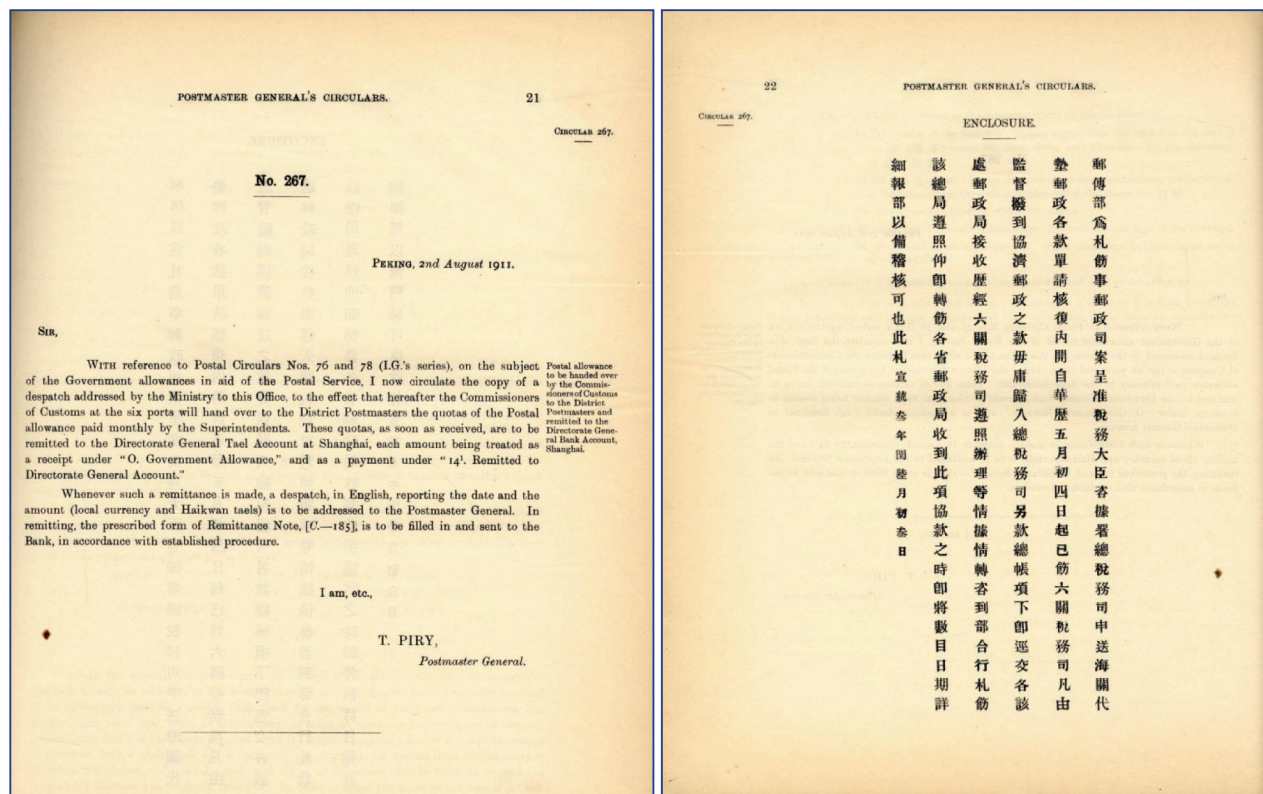 POSTMASTER GENERAL'S CIRCULARS.
21
CIRCULAR 267.
No. 267.
PEKING, 2nd August 1911.
SIR,
WITH reference to Postal Circulars Nos. 76 and 78 (I.G.'s series), on the subject
of the Government allowances in aid of the Postal Service, I now circulate the copy of a
despatch addressed by the Ministry to this Office, to the effect that hereafter the Commissioners
of Customs at the six ports will hand over to the District Postmasters the quotas of the Postal
allowance paid monthly by the Superintendents. These quotas, as soon as received, are to be
remitted to the Directorate General Tael Account at Shanghai, each amount being treated as
a receipt under "O. Government Allowance," and as a payment under "14¹. Remitted to
Directorate General Account."
Postal allowance
to be handed over
by the Commis-
sioners of Customs
to the District
Postmasters and
remitted to the
Directorate Gene-
ral Bank Account,
Shanghai.
Whenever such a remittance is made, a despatch, in English, reporting the date and the
amount (local currency and Haikwan taels) is to be addressed to the Postmaster General. In
remitting, the prescribed form of Remittance Note, [C.—185], is to be filled in and sent to the
Bank, in accordance with established procedure.
I am, etc.,
T. PIRY,
Postmaster General.
22
POSTMASTER GENERAL'S CIRCULARS.
CIRCULAR 267.
ENCLOSURE.
郵傳部爲札飭事郵政司案呈准稅務大臣咨據署總稅務司申送海關代
墊郵政各款單請核復內開自華歷五月初四日起已飭六關稅務司凡由
監督撥到協濟郵政之款毋庸歸入總稅務司另款總帳項下卽逕交各該
處郵政局接收歷經六關稅務司遵照辦理等情據情轉咨到部合行札飭
該總局遵照仰卽轉飭各省郵政局收到此項協款之時卽將數目日期詳
細報部以備稽核可也此札宣統叁年閏陸月初叁日